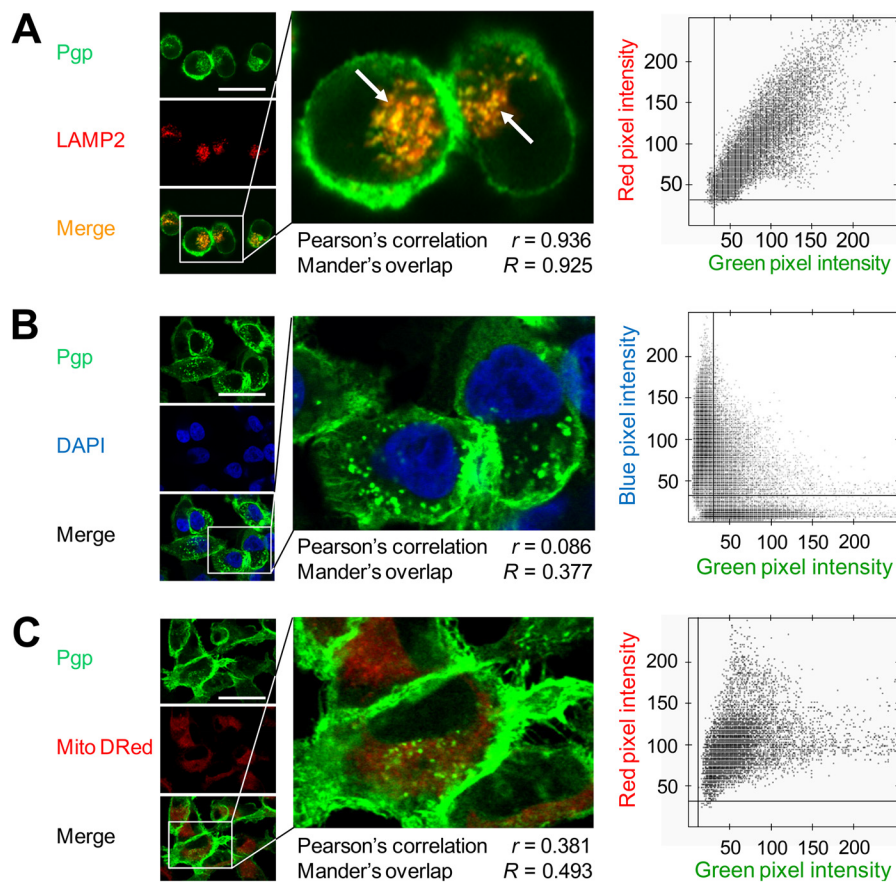 A
Pgp
LAMP2
Merge
Pearson's correlation r = 0.936
Mander's overlap R = 0.925
Red pixel intensity
200
150
100
50
50 100 150 200
Green pixel intensity
B
Pgp
DAPI
Merge
Pearson's correlation r = 0.086
Mander's overlap R = 0.377
Blue pixel intensity
200
150
100
50
50 100 150 200
Green pixel intensity
C
Pgp
Mito DRed
Merge
Pearson's correlation r = 0.381
Mander's overlap R = 0.493
Red pixel intensity
200
150
100
50
50 100 150 200
Green pixel intensity